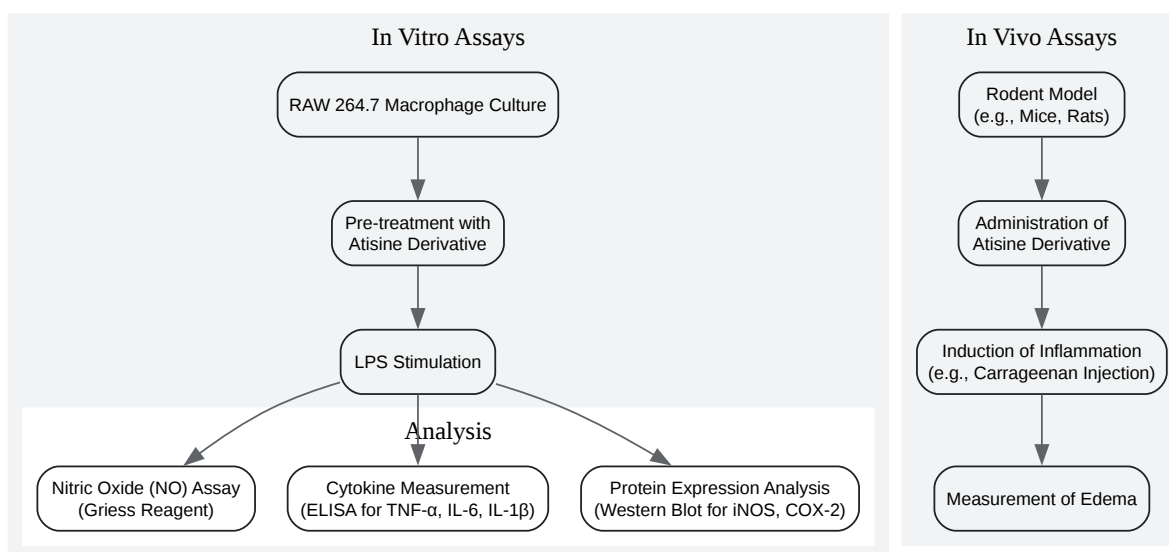 In Vitro Assays
RAW 264.7 Macrophage Culture
Pre-treatment with
Atisine Derivative
LPS Stimulation
Analysis
Nitric Oxide (NO) Assay
(Griess Reagent)
Cytokine Measurement
(ELISA for TNF-α, IL-6, IL-1β)
Protein Expression Analysis
(Western Blot for iNOS, COX-2)
In Vivo Assays
Rodent Model
(e.g., Mice, Rats)
Administration of
Atisine Derivative
Induction of Inflammation
(e.g., Carrageenan Injection)
Measurement of Edema